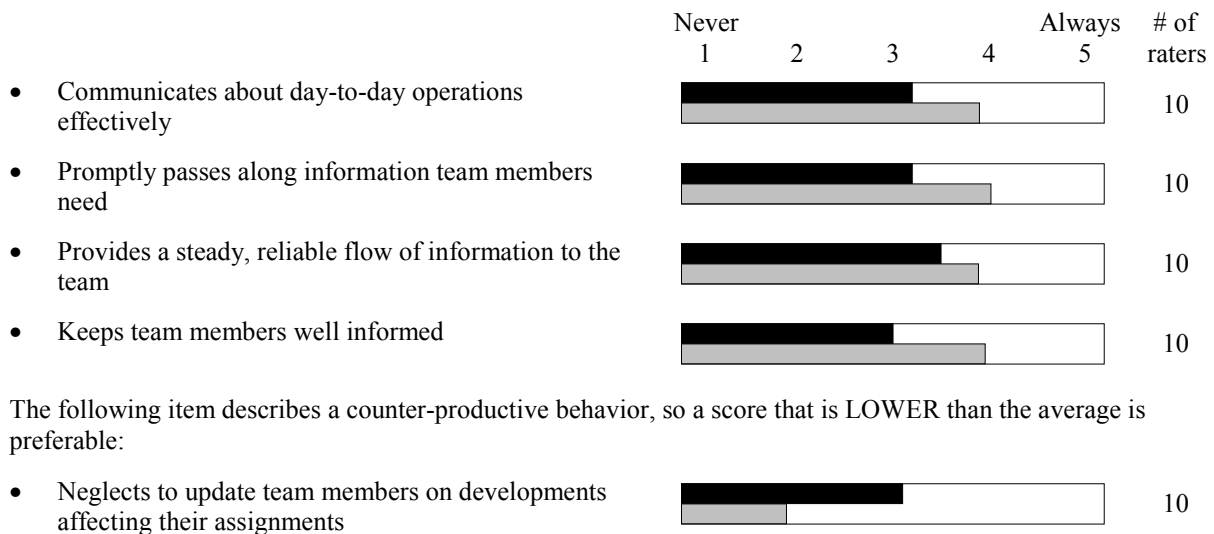 Never Always # of
1 2 3 4 5 raters
• Communicates about day-to-day operations
effectively
10
• Promptly passes along information team members
need
10
• Provides a steady, reliable flow of information to the
team
10
• Keeps team members well informed
10
The following item describes a counter-productive behavior, so a score that is LOWER than the average is
preferable:
• Neglects to update team members on developments
affecting their assignments
10